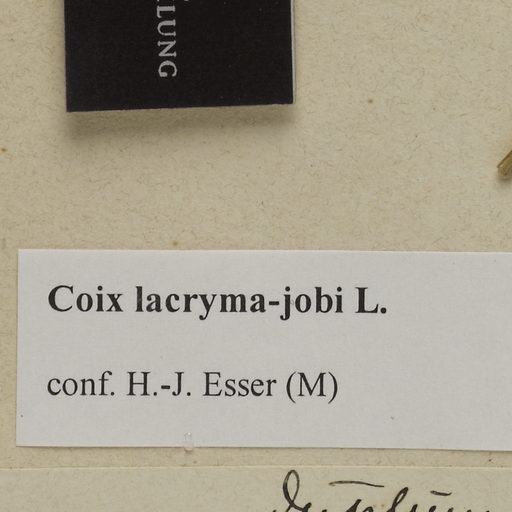 LUNG
Coix lacryma-jobi L.
conf. H.-J. Esser (M)